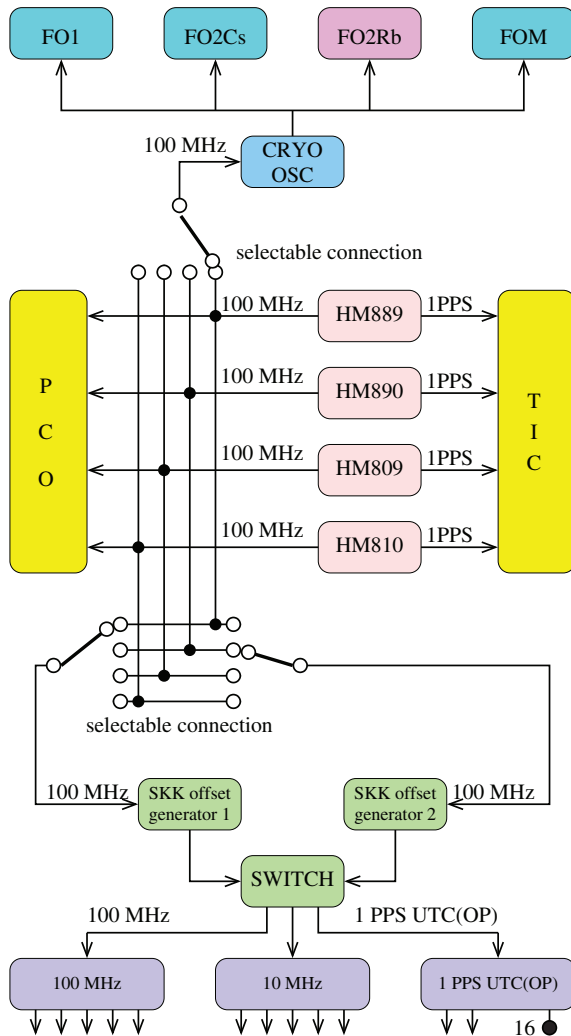 FO1
FO2Cs
FO2Rb
FOM
100 MHz
CRYO
OSC
selectable connection
100 MHz
HM889
1PPS
P
C
O
100 MHz
HM890
1PPS
T
I
C
100 MHz
HM809
1PPS
100 MHz
HM810
1PPS
selectable connection
100 MHz
SKK offset
generator 1
SKK offset
generator 2
100 MHz
SWITCH
100 MHz
1 PPS UTC(OP)
100 MHz
10 MHz
1 PPS UTC(OP)
16